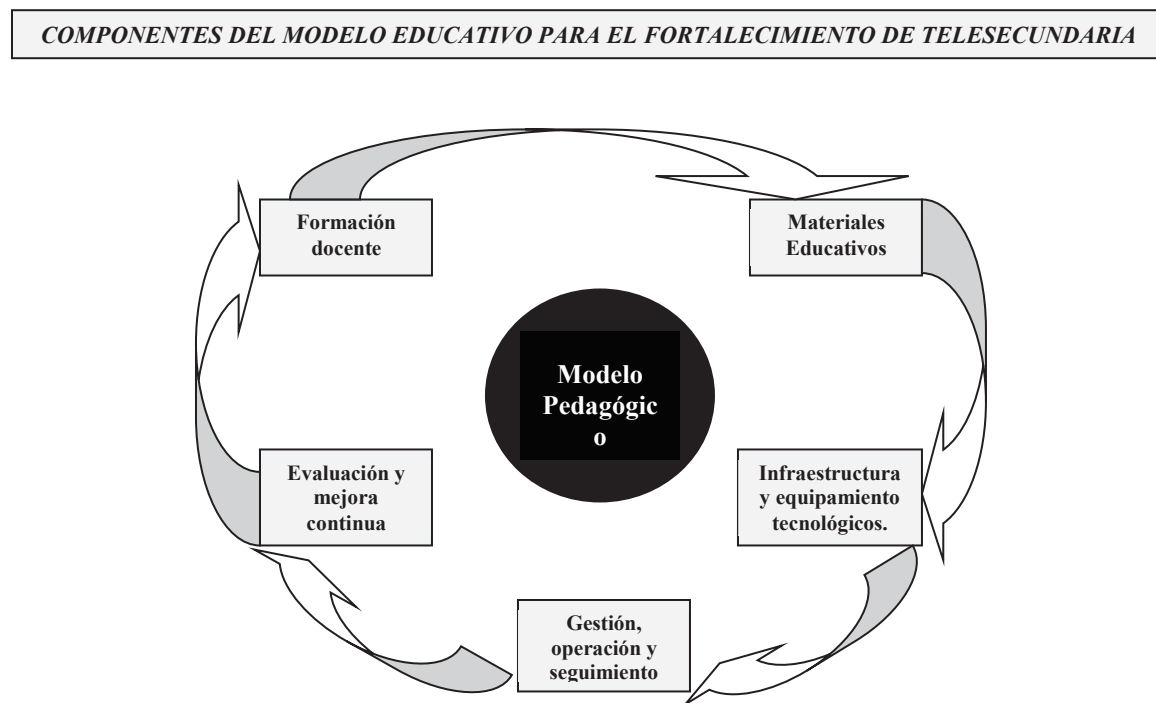 COMPONENTES DEL MODELO EDUCATIVO PARA EL FORTALECIMIENTO DE TELESECUNDARIA
Formación
docente
Materiales
Educativos
Modelo
Pedagógic
o
Evaluación y
mejora
continua
Infraestructura
y equipamiento
tecnológicos.
Gestión,
operación y
seguimiento